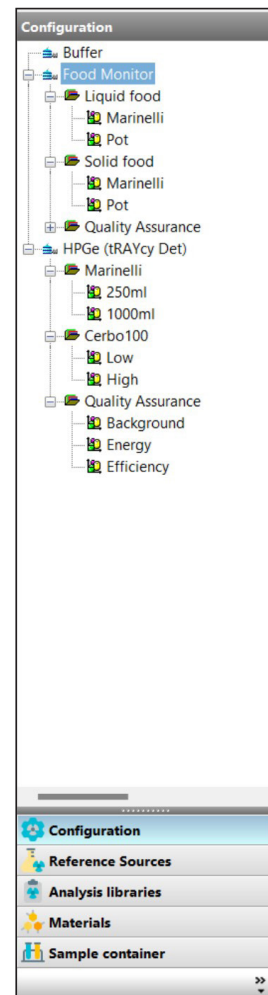 Configuration
Buffer
Food Monitor
Liquid food
Marinelli
Pot
Solid food
Marinelli
Pot
Quality Assurance
HPGe (tRAYcy Det)
Marinelli
250ml
1000ml
Cerbo100
Low
High
Quality Assurance
Background
Energy
Efficiency
Configuration
Reference Sources
Analysis libraries
Materials
Sample container